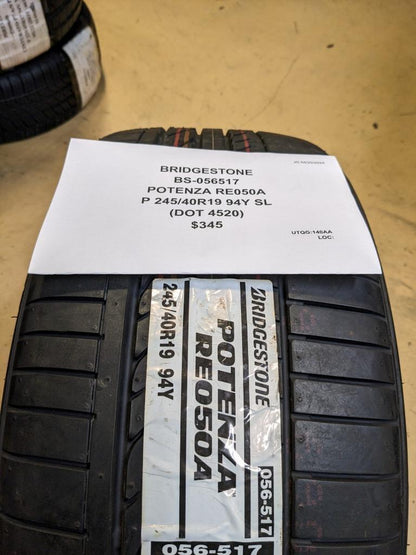 BRIDGESTONE
BS-056517
POTENZA RE050A
P 245/40R19 94Y SL
(DOT 4520)
$345
UTQG:140AA
LOC:
BRIDGESTONE
POTENZA
RE050A
245/40R19 94Y
056-517
056-517